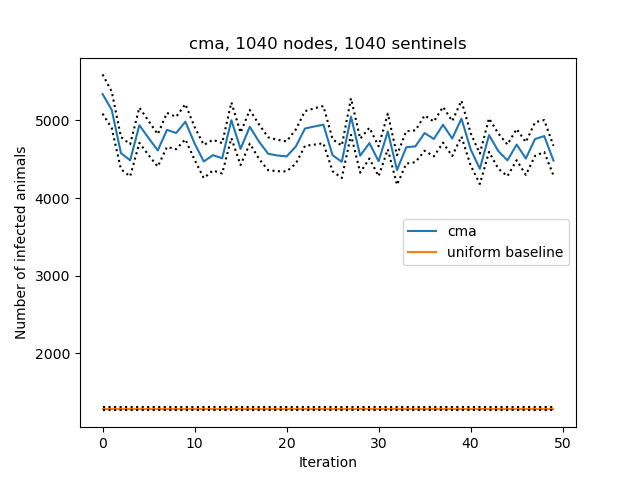 cma, 1040 nodes, 1040 sentinels
Number of infected animals
5000
4000
3000
2000
cma
uniform baseline
0
10
20
30
40
50
Iteration